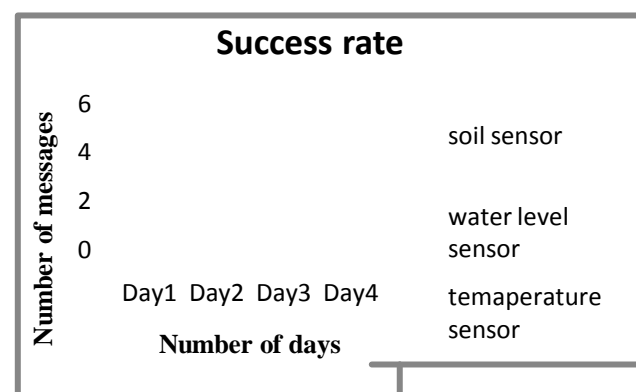 Success rate
Number of messages
6
4
2
0
Day1 Day2 Day3 Day4
Number of days
soil sensor
water level
sensor
temaperature
sensor